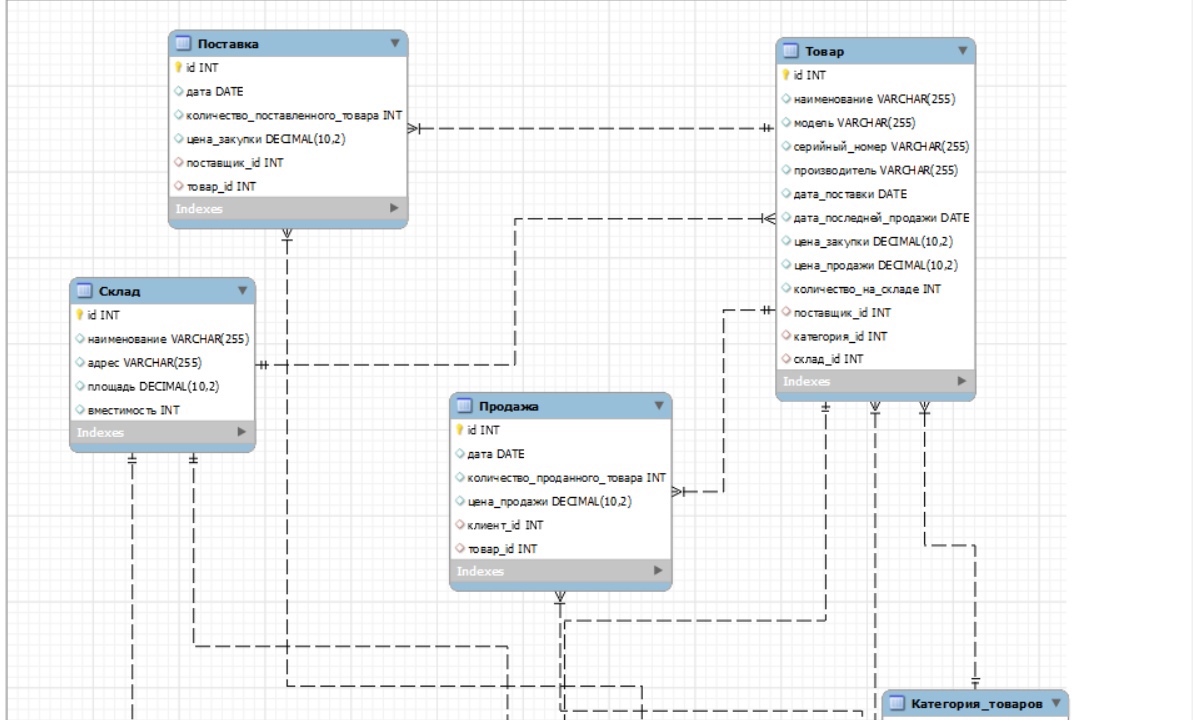 Поставка
id INT
дата DATE
количество_поставленного_товара INT
цена_закупки DECIMAL(10,2)
поставщик_id INT
товар_id INT
Indexes
Товар
id INT
наименование VARCHAR(255)
модель VARCHAR(255)
серийный_номер VARCHAR(255)
производитель VARCHAR(255)
дата_поставки DATE
дата_последней_продажи DATE
цена_закупки DECIMAL(10,2)
цена_продажи DECIMAL(10,2)
количество_на_складе INT
поставщик_id INT
категория_id INT
склад_id INT
Indexes
Склад
id INT
наименование VARCHAR(255)
адрес VARCHAR(255)
площадь DECIMAL(10,2)
вместимость INT
Indexes
Продажа
id INT
дата DATE
количество_проданного_товара INT
цена_продажи DECIMAL(10,2)
клиент_id INT
товар_id INT
Indexes
Категория_товаров